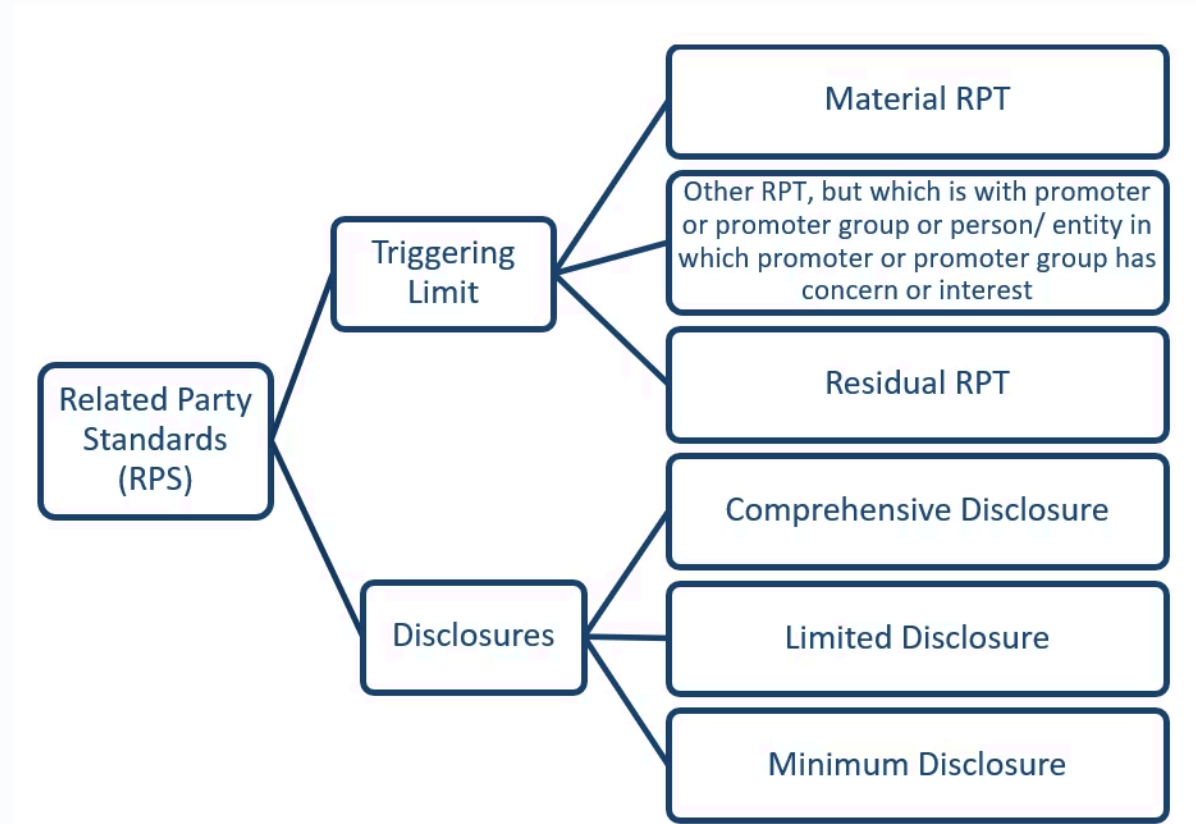 Related Party
Standards
(RPS)
Triggering
Limit
Material RPT
Other RPT, but which is with promoter
or promoter group or person/ entity in
which promoter or promoter group has
concern or interest
Residual RPT
Disclosures
Comprehensive Disclosure
Limited Disclosure
Minimum Disclosure